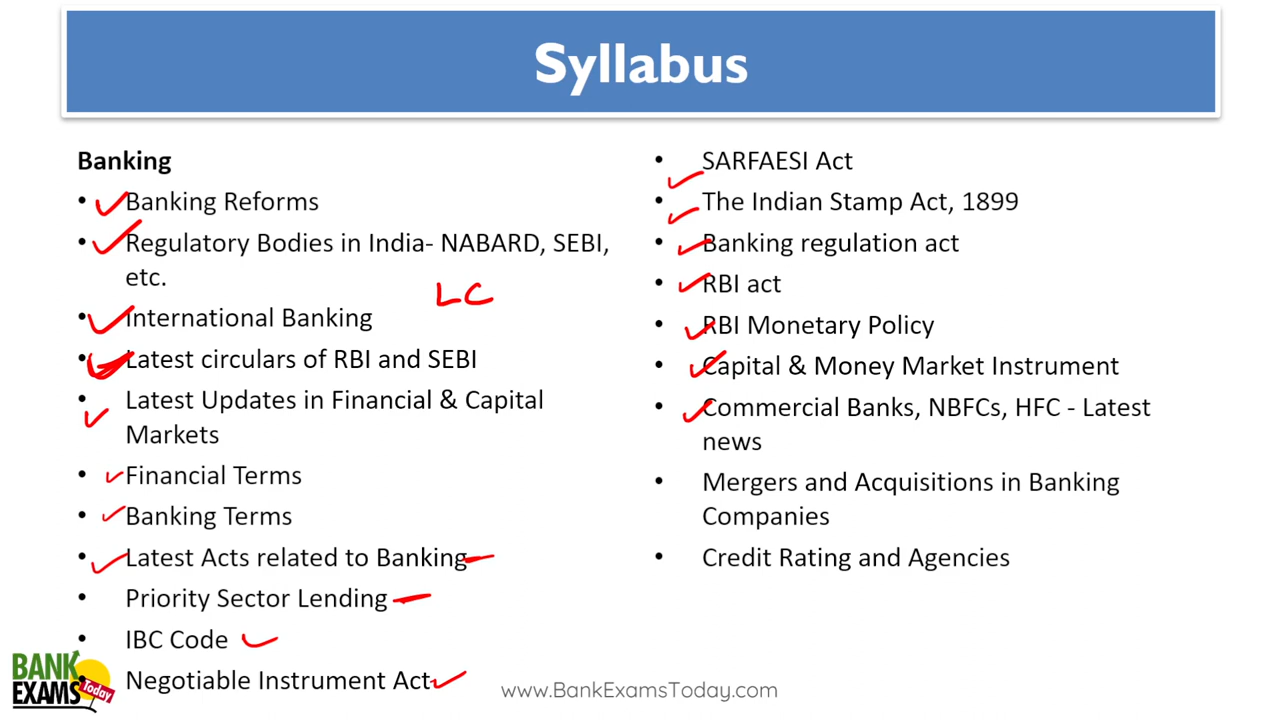 Syllabus
Banking
• Banking Reforms
• Regulatory Bodies in India- NABARD, SEBI,
etc.
LC
• International Banking
• Latest circulars of RBI and SEBI
• Latest Updates in Financial & Capital
Markets
• Financial Terms
• Banking Terms
• Latest Acts related to Banking
• Priority Sector Lending
• IBC Code
• Negotiable Instrument Act
• SARFAESI Act
• The Indian Stamp Act, 1899
• Banking regulation act
• RBI act
• RBI Monetary Policy
• Capital & Money Market Instrument
• Commercial Banks, NBFCs, HFC - Latest
news
• Mergers and Acquisitions in Banking
Companies
• Credit Rating and Agencies
BANK
EXAMS
Today
www.BankExamsToday.com